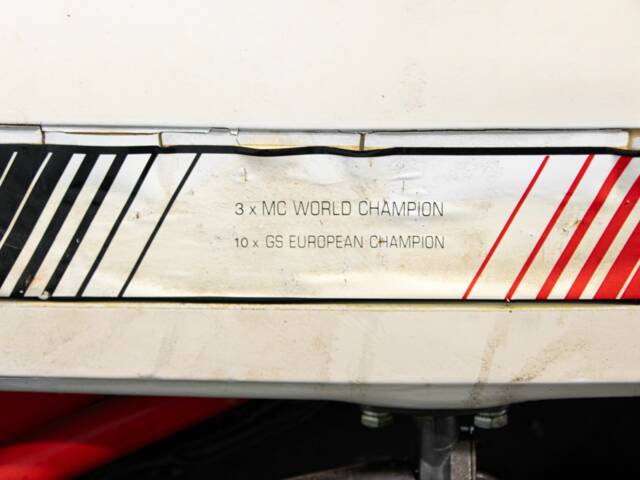 3 x MC WORLD CHAMPION
10 x GS EUROPEAN CHAMPION